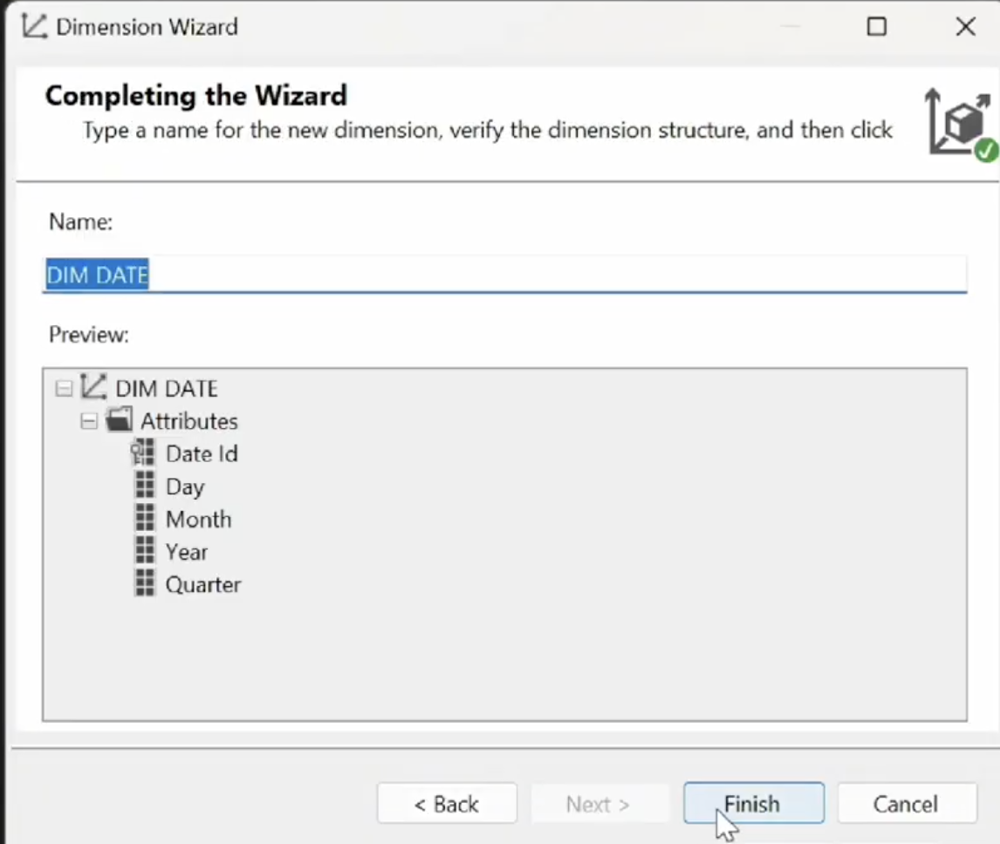 Dimension Wizard
Completing the Wizard
Type a name for the new dimension, verify the dimension structure, and then click
Name:
DIM DATE
Preview:
DIM DATE
Attributes
Date Id
Day
Month
Year
Quarter
< Back
Next >
Finish
Cancel